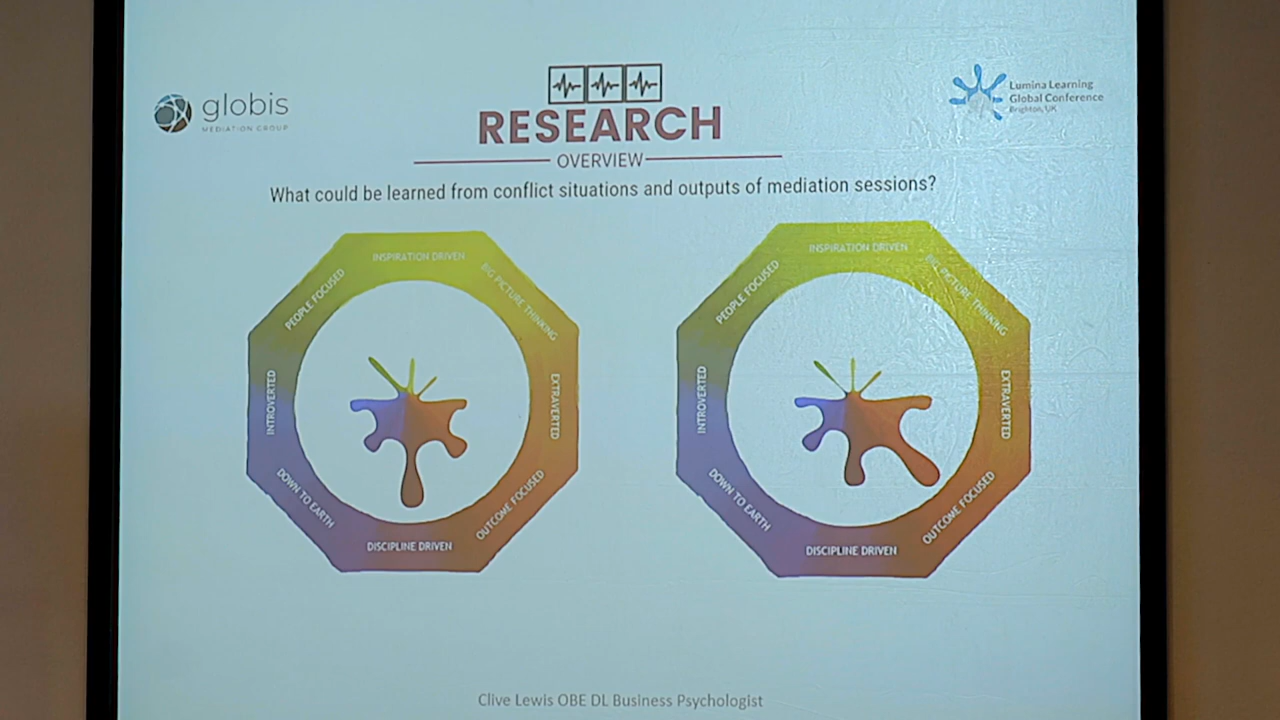 globis
MEDIATION GROUP
RESEARCH
OVERVIEW
Lumina Learning
Global Conference
Brighton, UK
What could be learned from conflict situations and outputs of mediation sessions?
INSPIRATION DRIVEN
BIG PICTURE THINKING
EXTRAVERTED
OUTCOME FOCUSED
DISCIPLINE DRIVEN
DOWN TO EARTH
INTROVERTED
PEOPLE FOCUSED
INSPIRATION DRIVEN
BIG PICTURE THINKING
EXTRAVERTED
OUTCOME FOCUSED
DISCIPLINE DRIVEN
DOWN TO EARTH
INTROVERTED
PEOPLE FOCUSED
Clive Lewis OBE DL Business Psychologist